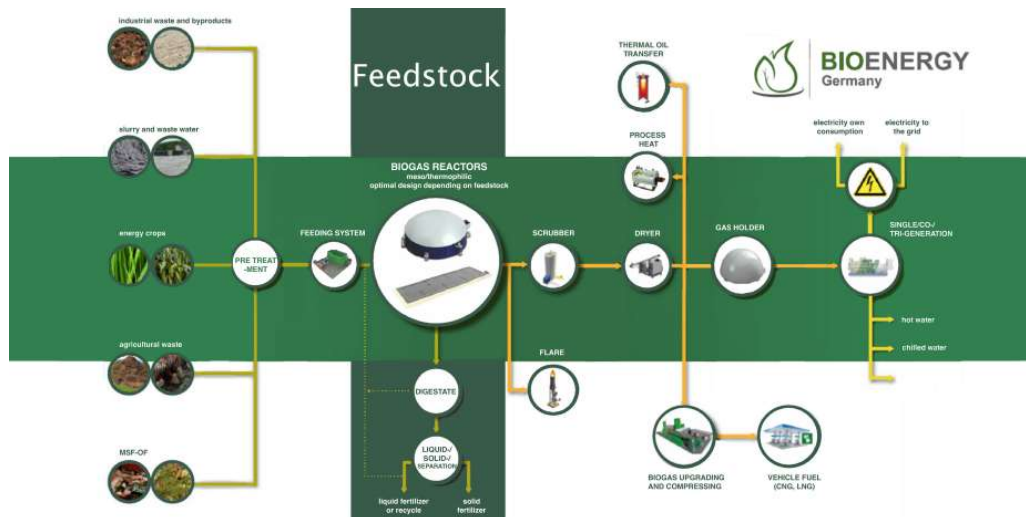 industrial waste and byproducts
Feedstock
THERMAL OIL
TRANSFER
BIOENERGY
Germany
slurry and waste water
PROCESS
HEAT
electricity own
consumption
electricity to
the grid
BIOGAS REACTORS
meso/thermophilic
optimal design depending on feedstock
energy crops
FEEDING SYSTEM
SCRUBBER
DRYER
GAS HOLDER
SINGLE/CO-/
TRI-GENERATION
PRE TREAT
-MENT
hot water
chilled water
agricultural waste
FLARE
DIGESTATE
MSF-OF
LIQUID-/
SOLID-/
SEPARATION
BIOGAS UPGRADING
AND COMPRESSING
VEHICLE FUEL
(CNG, LNG)
liquid fertilizer
or recycle
solid
fertilizer